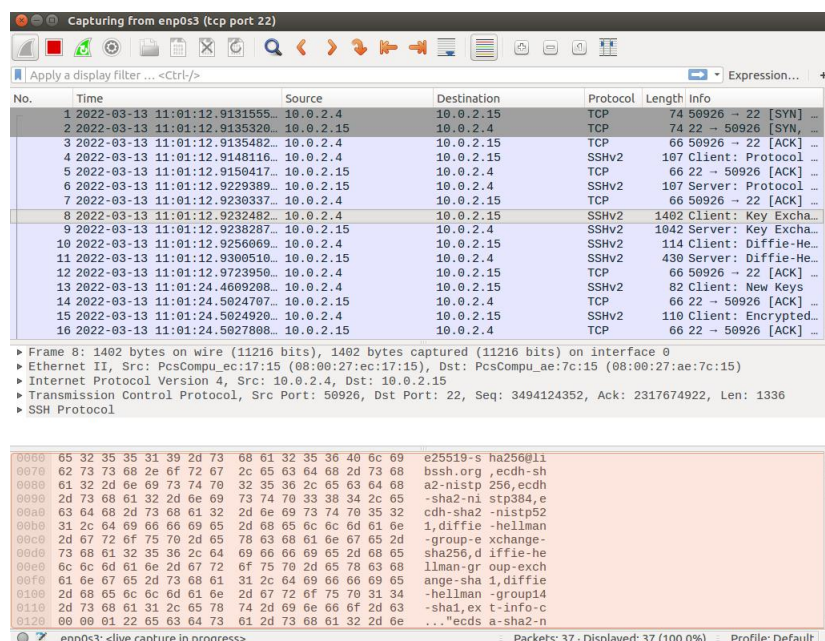 Capturing from enp0s3 (tcp port 22)
Apply a display filter ... <Ctrl-/>
Expression...
+
No. Time Source Destination Protocol Length Info
1 2022-03-13 11:01:12.9131555… 10.0.2.4 10.0.2.15 TCP 74 50926 → 22 [SYN] …
2 2022-03-13 11:01:12.9135320… 10.0.2.15 10.0.2.4 TCP 74 22 → 50926 [SYN, …
3 2022-03-13 11:01:12.9135482… 10.0.2.4 10.0.2.15 TCP 66 50926 → 22 [ACK] …
4 2022-03-13 11:01:12.9148116… 10.0.2.4 10.0.2.15 SSHv2 107 Client: Protocol …
5 2022-03-13 11:01:12.9150417… 10.0.2.15 10.0.2.4 TCP 66 22 → 50926 [ACK] …
6 2022-03-13 11:01:12.9229389… 10.0.2.15 10.0.2.4 SSHv2 107 Server: Protocol …
7 2022-03-13 11:01:12.9230337… 10.0.2.4 10.0.2.15 TCP 66 50926 → 22 [ACK] …
8 2022-03-13 11:01:12.9232482… 10.0.2.4 10.0.2.15 SSHv2 1402 Client: Key Excha…
9 2022-03-13 11:01:12.9238287… 10.0.2.15 10.0.2.4 SSHv2 1042 Server: Key Excha…
10 2022-03-13 11:01:12.9256069… 10.0.2.4 10.0.2.15 SSHv2 114 Client: Diffie-He…
11 2022-03-13 11:01:12.9300510… 10.0.2.15 10.0.2.4 SSHv2 430 Server: Diffie-He…
12 2022-03-13 11:01:12.9723950… 10.0.2.4 10.0.2.15 TCP 66 50926 → 22 [ACK] …
13 2022-03-13 11:01:24.4609208… 10.0.2.4 10.0.2.15 SSHv2 82 Client: New Keys
14 2022-03-13 11:01:24.5024707… 10.0.2.15 10.0.2.4 TCP 66 22 → 50926 [ACK] …
15 2022-03-13 11:01:24.5024920… 10.0.2.4 10.0.2.15 SSHv2 110 Client: Encrypted…
16 2022-03-13 11:01:24.5027808… 10.0.2.15 10.0.2.4 TCP 66 22 → 50926 [ACK] …
Frame 8: 1402 bytes on wire (11216 bits), 1402 bytes captured (11216 bits) on interface 0
Ethernet II, Src: PcsCompu_ec:17:15 (08:00:27:ec:17:15), Dst: PcsCompu_ae:7c:15 (08:00:27:ae:7c:15)
Internet Protocol Version 4, Src: 10.0.2.4, Dst: 10.0.2.15
Transmission Control Protocol, Src Port: 50926, Dst Port: 22, Seq: 3494124352, Ack: 2317674922, Len: 1336
SSH Protocol
0060 65 32 35 35 31 39 2d 73 68 61 32 35 36 40 6c 69 e25519-s ha256@li
0070 62 73 73 68 2e 6f 72 67 2c 65 63 64 68 2d 73 68 bssh.org ,ecdh-sh
0080 61 32 2d 6e 69 73 74 70 32 35 36 2c 65 63 64 68 a2-nistp 256,ecdh
0090 2d 73 68 61 32 2d 6e 69 73 74 70 33 38 34 2c 65 -sha2-ni stp384,e
00a0 63 64 68 2d 73 68 61 32 2d 6e 69 73 74 70 35 32 cdh-sha2 -nistp52
00b0 31 2c 64 69 66 66 69 65 2d 68 65 6c 6c 6d 61 6e 1,diffie -hellman
00c0 2d 67 72 6f 75 70 2d 65 78 63 68 61 6e 67 65 2d -group-e xchange-
00d0 73 68 61 32 35 36 2c 64 69 66 66 69 65 2d 68 65 sha256,d iffie-he
00e0 6c 6c 6d 61 6e 2d 67 72 6f 75 70 2d 65 78 63 68 llman-gr oup-exch
00f0 61 6e 67 65 2d 73 68 61 31 2c 64 69 66 66 69 65 ange-sha 1,diffie
0100 2d 68 65 6c 6c 6d 61 6e 2d 67 72 6f 75 70 31 34 -hellman -group14
0110 2d 73 68 61 31 2c 65 78 74 2d 69 6e 66 6f 2d 63 -sha1,ex t-info-c
0120 00 00 01 22 65 63 64 73 61 2d 73 68 61 32 2d 6e ..."ecds a-sha2-n
enp0s3: <live capture in progress> Packets: 37 · Displayed: 37 (100.0%) Profile: Default